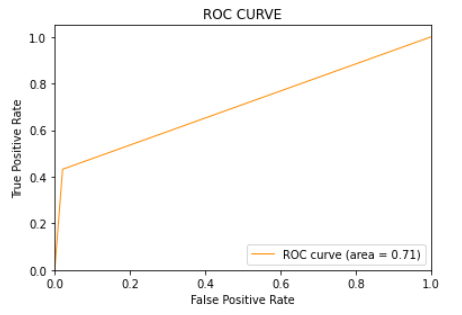 ROC CURVE
True Positive Rate
1.0
0.8
0.6
0.4
0.2
0.0
ROC curve (area = 0.71)
0.0 0.2 0.4 0.6 0.8 1.0
False Positive Rate